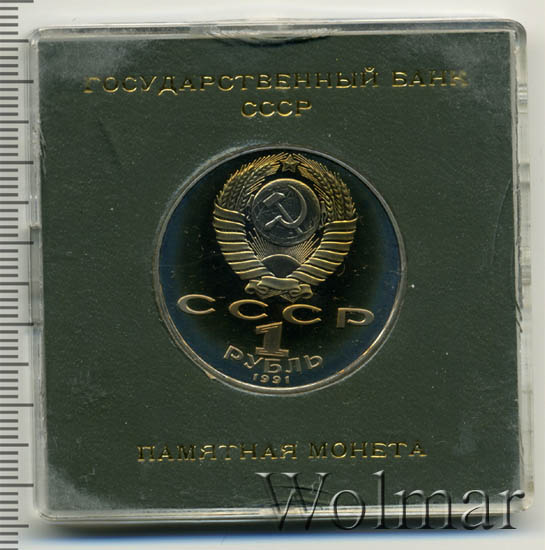 ГОСУДАРСТВЕННЫЙ БАНК
СССР
СССР
1
РУБЛЬ
1991
ПАМЯТНАЯ МОНЕТА
Wolmar